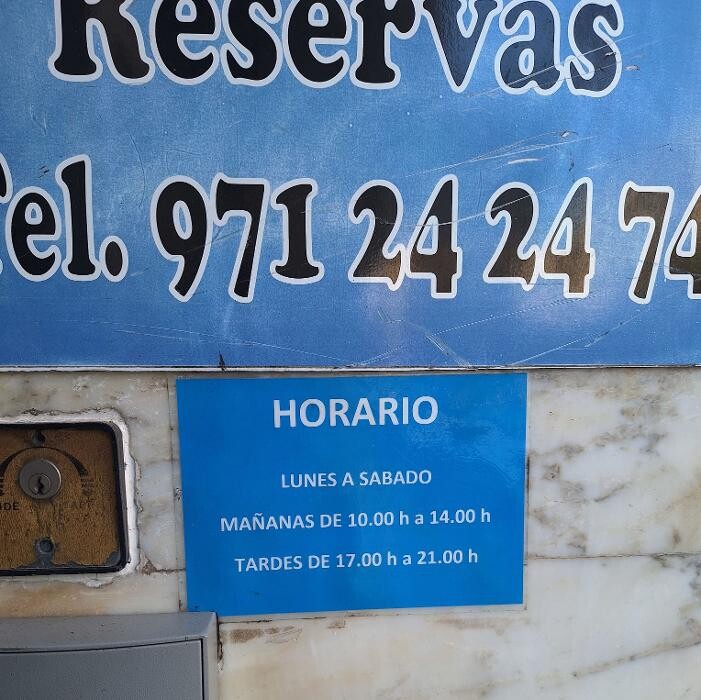 Reservas
Tel. 971 24 24 74
HORARIO
LUNES A SABADO
MAÑANAS DE 10.00 h a 14.00 h
TARDES DE 17.00 h a 21.00 h